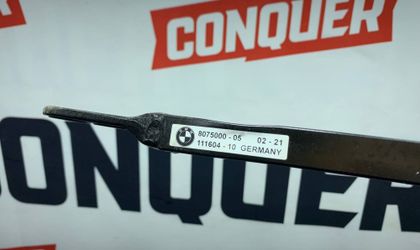 CONQUER
8075000 - 05 02 - 21
111604 - 10 GERMANY
CONQUER